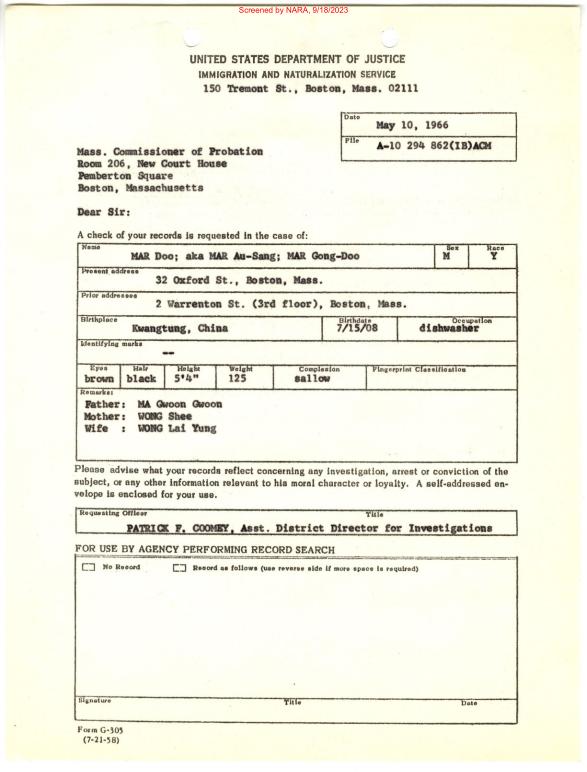 Screened by NARA, 9/18/2023
UNITED STATES DEPARTMENT OF JUSTICE
IMMIGRATION AND NATURALIZATION SERVICE
150 Tremont St., Boston, Mass. 02111
Date
May 10, 1966
File
A-10 294 862(IB)ACM
Mass. Commissioner of Probation
Room 206, New Court House
Pemberton Square
Boston, Massachusetts
Dear Sir:
A check of your records is requested in the case of:
Name Sex Race
MAR Doo; aka MAR Au-Sang; MAR Gong-Doo M Y
Present address
32 Oxford St., Boston, Mass.
Prior addresses
2 Warrenton St. (3rd floor), Boston, Mass.
Birthplace Birthdate Occupation
Kwangtung, China 7/15/08 dishwasher
Identifying marks
--
Eyes Hair Height Weight Complexion Fingerprint Classification
brown black 5'4" 125 sallow
Remarks:
Father: MA Gwoon Gwoon
Mother: WONG Shee
Wife : WONG Lai Yung
Please advise what your records reflect concerning any investigation, arrest or conviction of the
subject, or any other information relevant to his moral character or loyalty. A self-addressed en-
velope is enclosed for your use.
Requesting Officer Title
PATRICK F. COOMEY, Asst. District Director for Investigations
FOR USE BY AGENCY PERFORMING RECORD SEARCH
No Record Record as follows (use reverse side if more space is required)
Signature Title Date
Form G-305
(7-21-58)